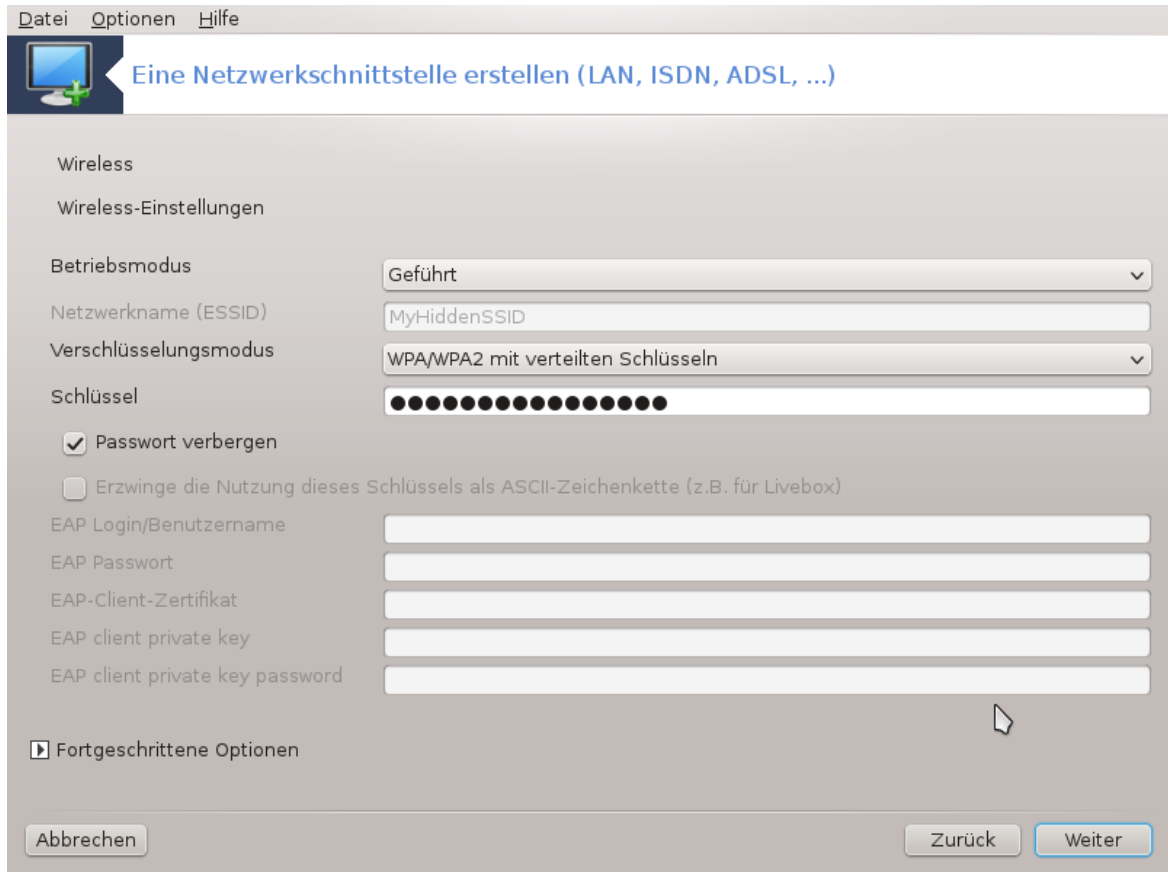 Datei Optionen Hilfe
Eine Netzwerkschnittstelle erstellen (LAN, ISDN, ADSL, ...)
Wireless
Wireless-Einstellungen
Betriebsmodus Geführt
Netzwerkname (ESSID) MyHiddenSSID
Verschlüsselungsmodus WPA/WPA2 mit verteilten Schlüsseln
Schlüssel ●●●●●●●●●●●●●●●●
Passwort verbergen
Erzwinge die Nutzung dieses Schlüssels als ASCII-Zeichenkette (z.B. für Livebox)
EAP Login/Benutzername
EAP Passwort
EAP-Client-Zertifikat
EAP client private key
EAP client private key password
Fortgeschrittene Optionen
Abbrechen Zurück Weiter